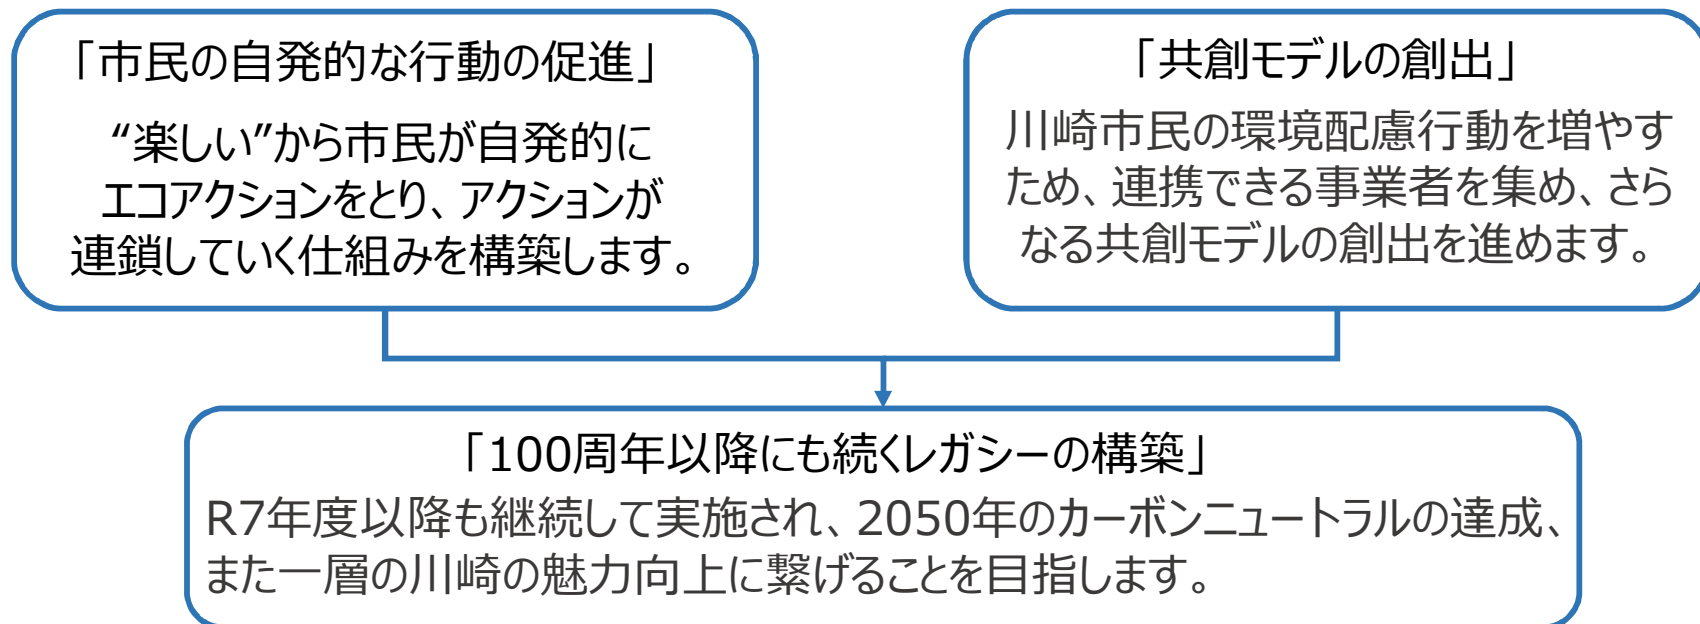 「市民の自発的な行動の促進」
“楽しい”から市民が自発的に
エコアクションをとり、アクションが
連鎖していく仕組みを構築します。
「共創モデルの創出」
川崎市民の環境配慮行動を増やす
ため、連携できる事業者を集め、さら
なる共創モデルの創出を進めます。
「100周年以降にも続くレガシーの構築」
R7年度以降も継続して実施され、2050年のカーボンニュートラルの達成、
また一層の川崎の魅力向上に繋げることを目指します。